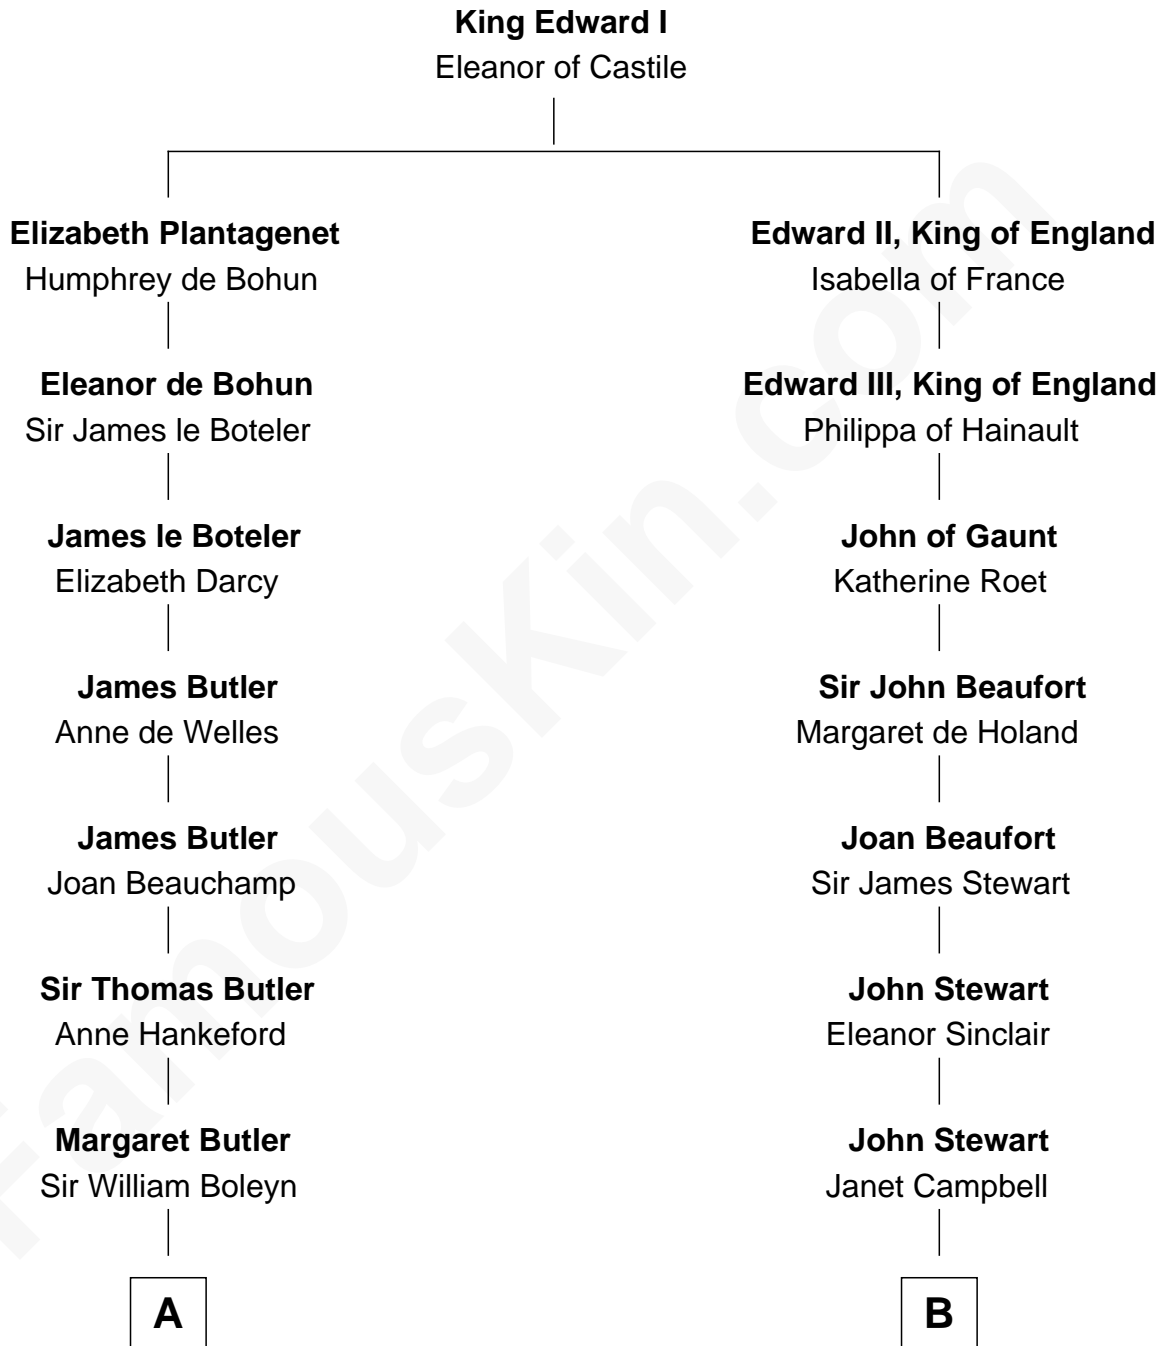 King Edward I
Eleanor of Castile
Elizabeth Plantagenet
Humphrey de Bohun
Edward II, King of England
Isabella of France
Eleanor de Bohun
Sir James le Boteler
Edward III, King of England
Philippa of Hainault
James le Boteler
Elizabeth Darcy
John of Gaunt
Katherine Roet
James Butler
Anne de Welles
Sir John Beaufort
Margaret de Holand
James Butler
Joan Beauchamp
Joan Beaufort
Sir James Stewart
Sir Thomas Butler
Anne Hankeford
John Stewart
Eleanor Sinclair
Margaret Butler
Sir William Boleyn
John Stewart
Janet Campbell
A
B
FamousKin.com